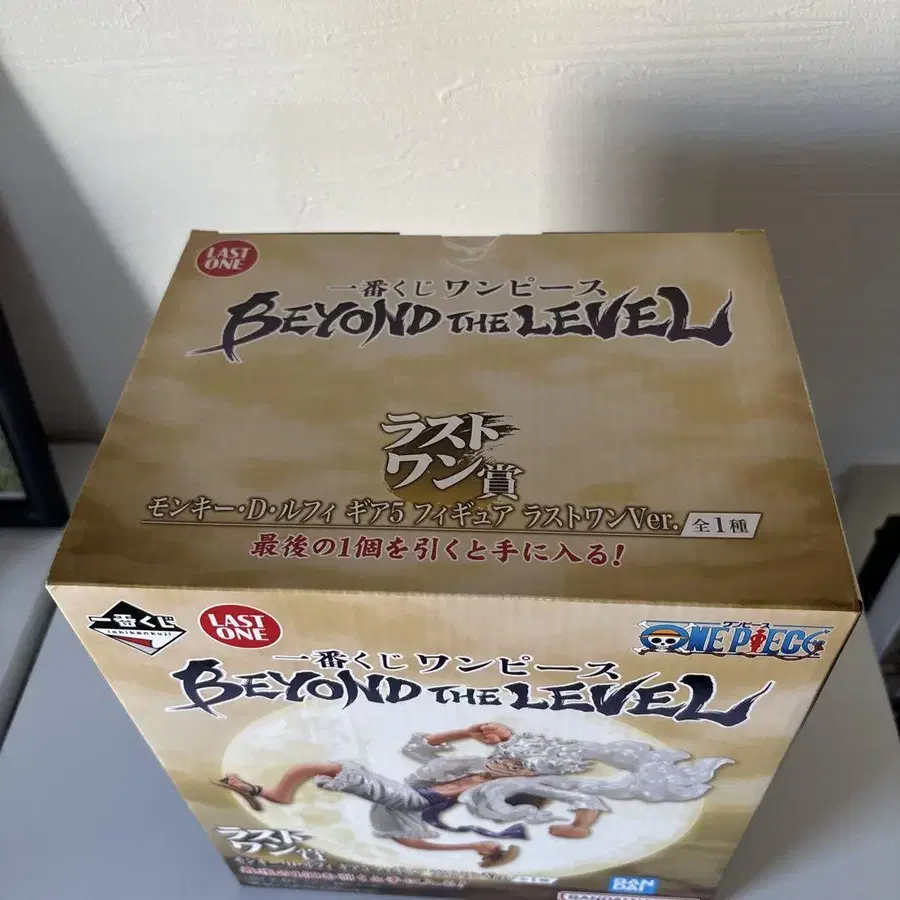 LAST
ONE
一番くじ ワンピース
BEYOND THE LEVEL
ラスト
ワン賞
モンキー・D・ルフィ ギア5 フィギュア ラストワンVer. 全1種
最後の1個を引くと手に入る!
一番くじ
ichibankuji
LAST
ONE
ワンピース
ONE PIECE
一番くじ ワンピース
BEYOND THE LEVEL
ラスト
ワン賞
BAN
DAI